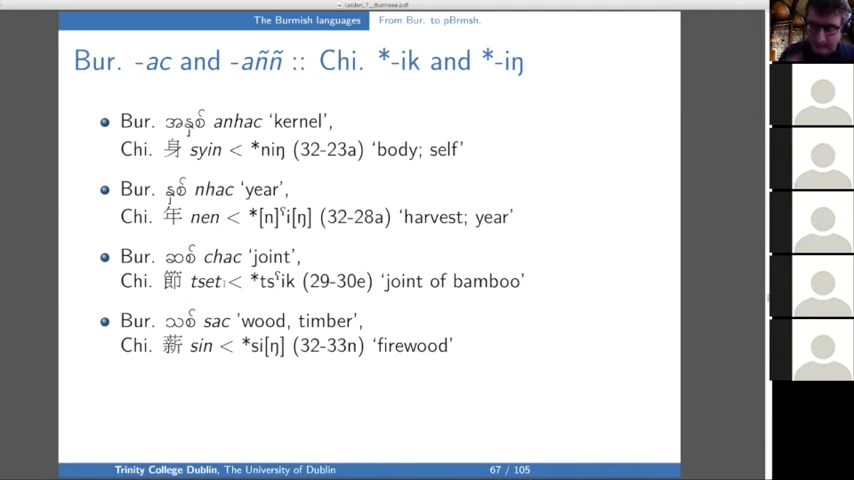 Leiden_7__Burmese.pdf
The Burmish languages From Bur. to pBrmsh.
Bur. -ac and -aññ :: Chi. *-ik and *-iŋ
Bur. အနှစ် anhac ‘kernel’,
Chi. 身 syin < *niŋ (32-23a) ‘body; self’
Bur. နှစ် nhac ‘year’,
Chi. 年 nen < *[n]ˤi[ŋ] (32-28a) ‘harvest; year’
Bur. ဆစ် chac ‘joint’,
Chi. 節 tset < *tsˤik (29-30e) ‘joint of bamboo’
Bur. သစ် sac ‘wood, timber’,
Chi. 薪 sin < *si[ŋ] (32-33n) ‘firewood’
Trinity College Dublin, The University of Dublin 67 / 105